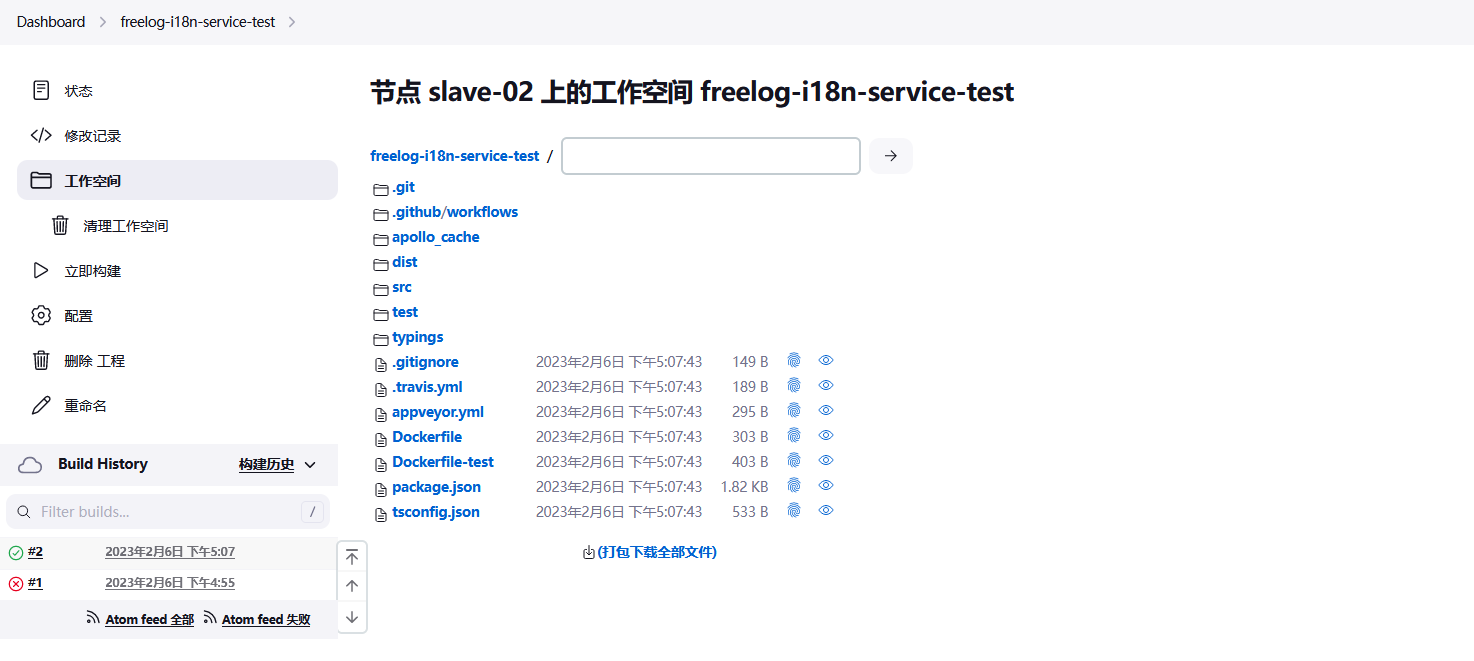 Dashboard freelog-i18n-service-test
状态
修改记录
工作空间
清理工作空间
立即构建
配置
删除 工程
重命名
Build History 构建历史
Filter builds... /
#2 2023年2月6日 下午5:07
#1 2023年2月6日 下午4:55
Atom feed 全部 Atom feed 失败
节点 slave-02 上的工作空间 freelog-i18n-service-test
freelog-i18n-service-test /
.git
.github/workflows
apollo_cache
dist
src
test
typings
.gitignore 2023年2月6日 下午5:07:43 149 B
.travis.yml 2023年2月6日 下午5:07:43 189 B
appveyor.yml 2023年2月6日 下午5:07:43 295 B
Dockerfile 2023年2月6日 下午5:07:43 303 B
Dockerfile-test 2023年2月6日 下午5:07:43 403 B
package.json 2023年2月6日 下午5:07:43 1.82 KB
tsconfig.json 2023年2月6日 下午5:07:43 533 B
(打包下载全部文件)